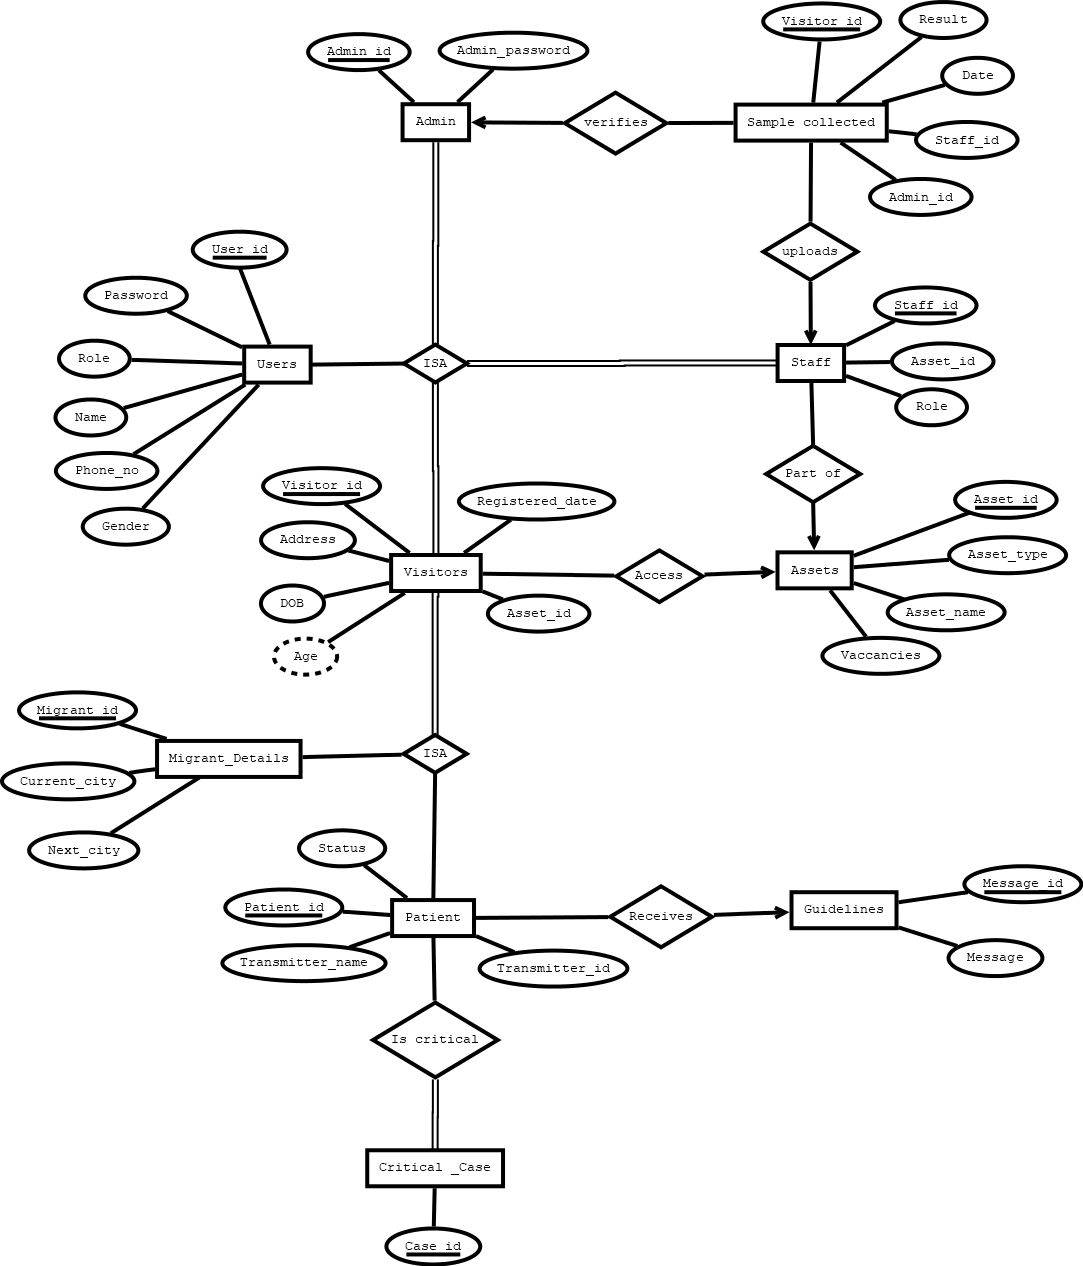 Visitor_id
Result
Admin_id
Admin_password
Date
Admin
verifies
Sample collected
Staff_id
Admin_id
User_id
uploads
Password
Staff_id
Role
Users
ISA
Staff
Asset_id
Name
Role
Phone_no
Part of
Visitor_id
Registered_date
Asset_id
Gender
Address
Asset_type
Visitors
Access
Assets
DOB
Asset_id
Asset_name
Age
Vaccancies
Migrant_id
Migrant_Details
ISA
Current_city
Next_city
Status
Message_id
Patient_id
Patient
Receives
Guidelines
Transmitter_name
Transmitter_id
Message
Is critical
Critical _Case
Case_id